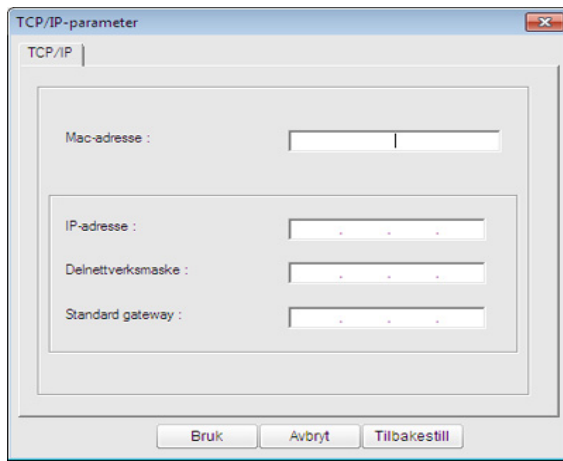 TCP/IP-parameter
TCP/IP
Mac-adresse :
IP-adresse : . . .
Delnettverksmaske : . . .
Standard gateway : . . .
Bruk Avbryt Tilbakestill